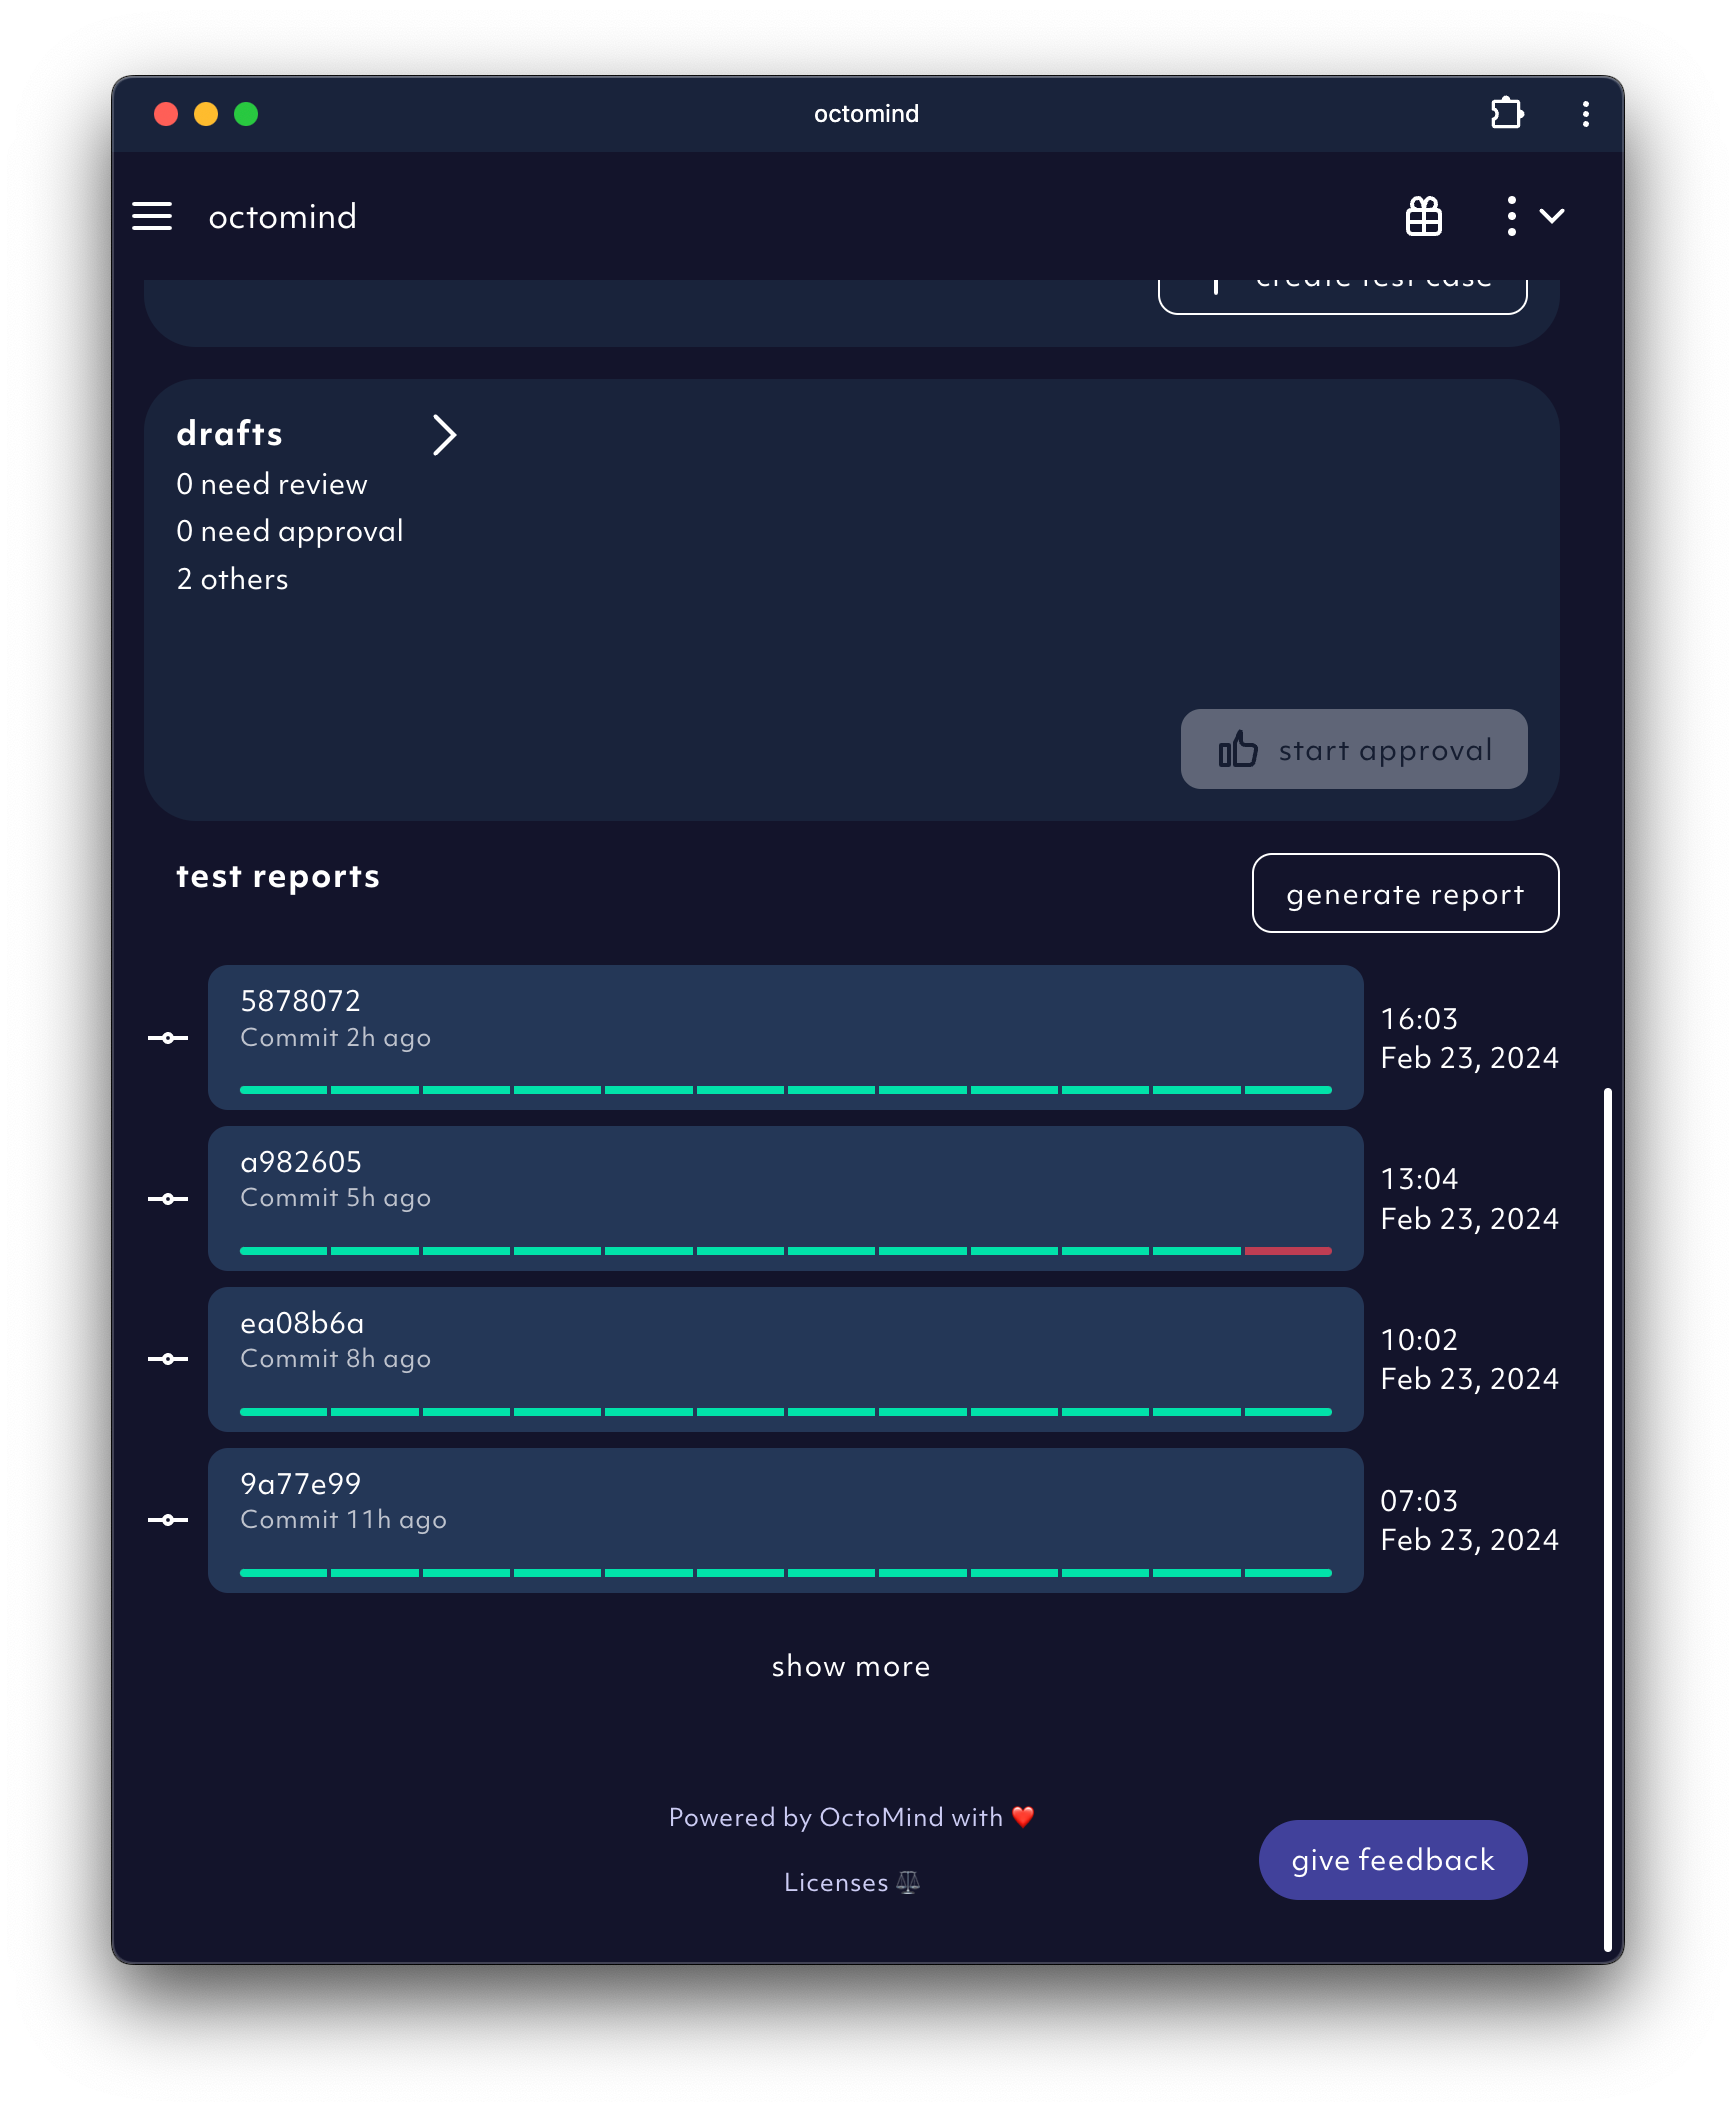 octomind
octomind
create test case
drafts
0 need review
0 need approval
2 others
start approval
test reports
generate report
5878072
Commit 2h ago
16:03
Feb 23, 2024
a982605
Commit 5h ago
13:04
Feb 23, 2024
ea08b6a
Commit 8h ago
10:02
Feb 23, 2024
9a77e99
Commit 11h ago
07:03
Feb 23, 2024
show more
Powered by OctoMind with ❤️
Licenses ⚖️
give feedback